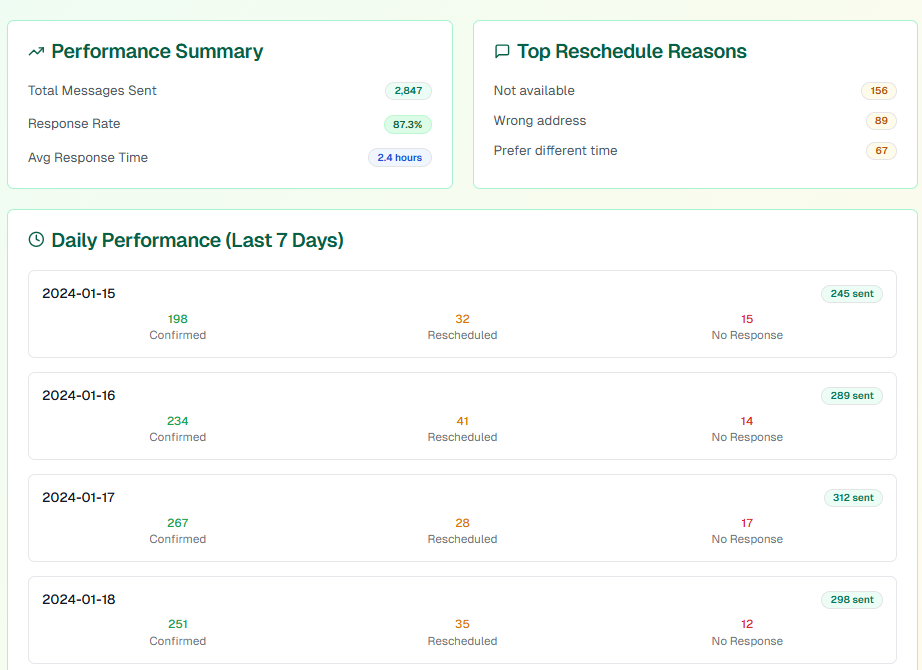 Performance Summary
Total Messages Sent 2,847
Response Rate 87.3%
Avg Response Time 2.4 hours
Top Reschedule Reasons
Not available 156
Wrong address 89
Prefer different time 67
Daily Performance (Last 7 Days)
2024-01-15 245 sent
198 32 15
Confirmed Rescheduled No Response
2024-01-16 289 sent
234 41 14
Confirmed Rescheduled No Response
2024-01-17 312 sent
267 28 17
Confirmed Rescheduled No Response
2024-01-18 298 sent
251 35 12
Confirmed Rescheduled No Response